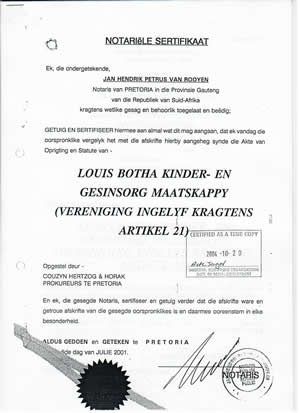 NOTARIËLE SERTIFIKAAT
Ek, die ondergetekende,
JAN HENDRIK PETRUS VAN ROOYEN
Notaris van PRETORIA in die Provinsie Gauteng
van die Republiek van Suid-Afrika
kragtens wetlike gesag en behoorlik toegelaat en beëdig;
GETUIG EN SERTIFISEER hiermee aan almal wat dit mag aangaan, dat ek vandag die
oorspronklikes vergelyk het met die afskrifte hierby aangeheg synde die Akte van
Oprigting en Statute van -
LOUIS BOTHA KINDER- EN
GESINSORG MAATSKAPPY
(VERENIGING INGELYF KRAGTENS
ARTIKEL 21)
CERTIFIED AS A TRUE COPY
2004 -10- 20
Opgestel deur -
COUZYN HERTZOG & HORAK
PROKUREURS TE PRETORIA
En ek, die gesegde Notaris, sertifiseer en getuig verder dat die afskrifte ware en
getroue afskrifte van die gesegde oorspronklikes is en daarmee ooreenstem in elke
besonderheid.
ALDUS GEDOEN en GETEKEN te PRETORIA
dag van JULIE 2001.
NOTARIS